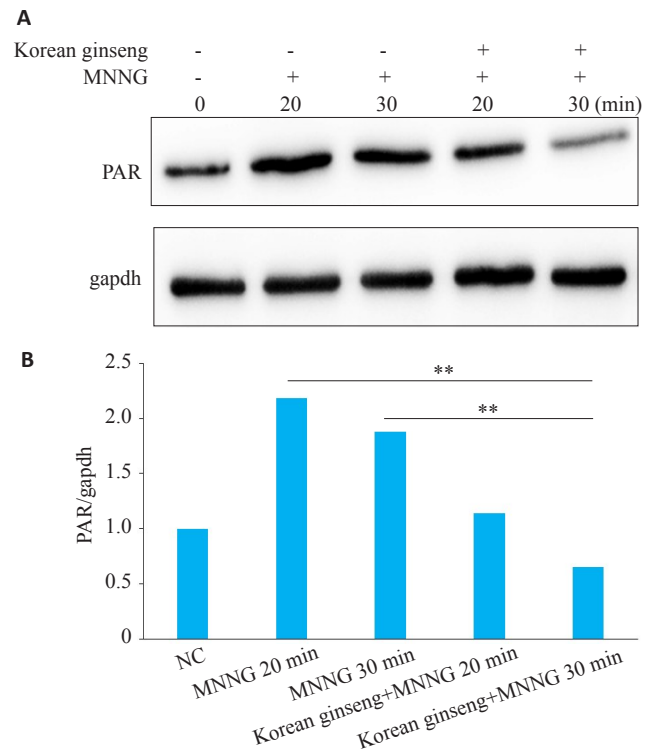 A
Korean ginseng - - - + +
MNNG - + + + +
0 20 30 20 30 (min)
PAR
gapdh
B
2.5
2.0
1.5
1.0
0.5
0
PAR/gapdh
**
**
NC
MNNG 20 min
MNNG 30 min
Korean ginseng+MNNG 20 min
Korean ginseng+MNNG 30 min